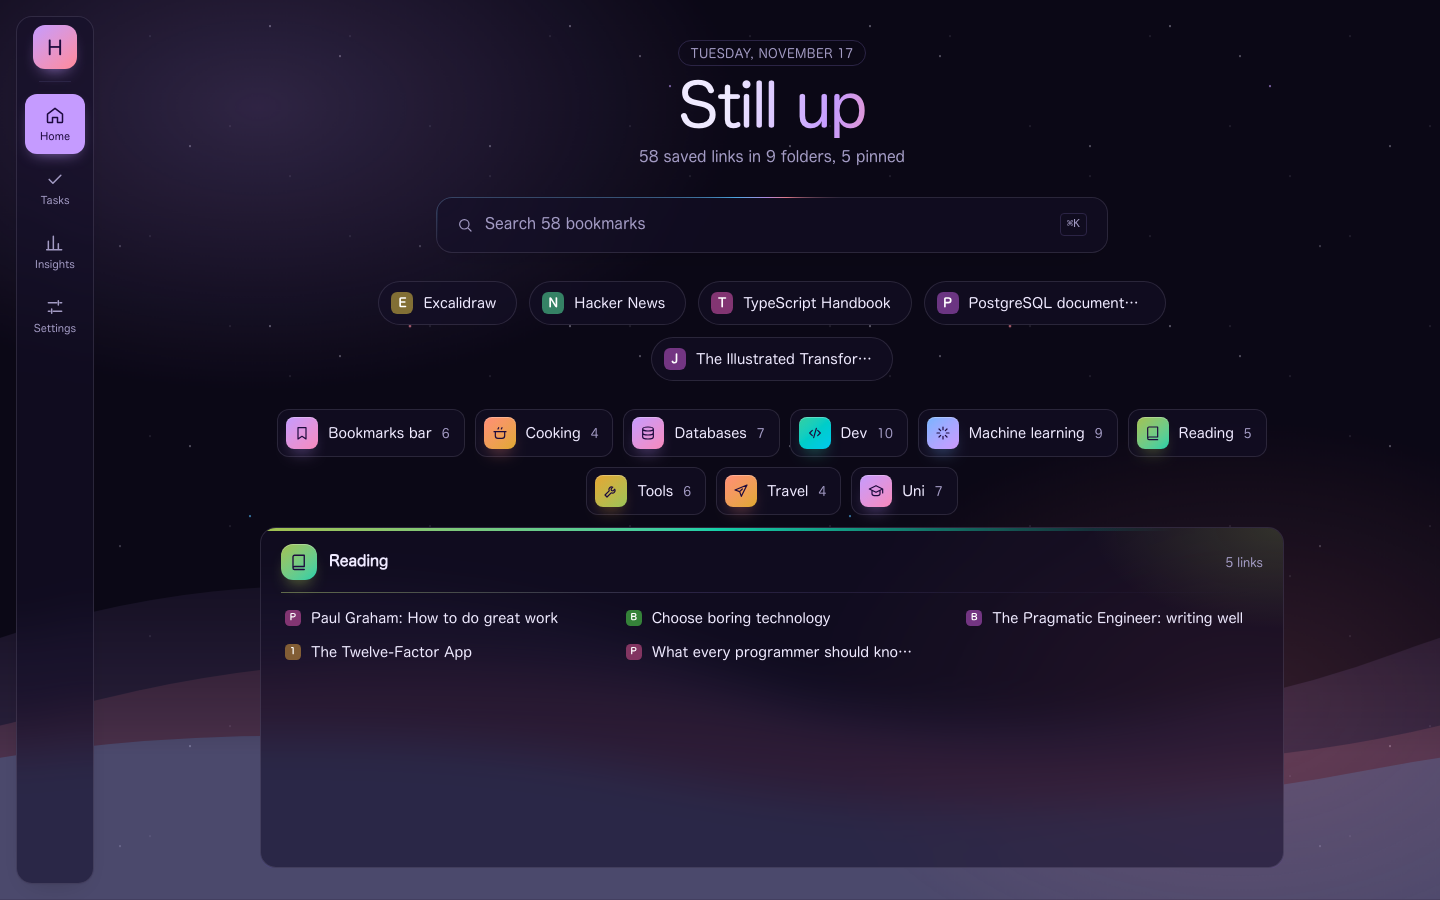 H
TUESDAY, NOVEMBER 17
Still up
58 saved links in 9 folders, 5 pinned
Home
Tasks
Insights
Settings
Search 58 bookmarks
⌘K
E Excalidraw
N Hacker News
T TypeScript Handbook
P PostgreSQL document⋯
J The Illustrated Transfor⋯
Bookmarks bar 6
Cooking 4
Databases 7
Dev 10
Machine learning 9
Reading 5
Tools 6
Travel 4
Uni 7
Reading
5 links
P Paul Graham: How to do great work
B Choose boring technology
B The Pragmatic Engineer: writing well
1 The Twelve-Factor App
P What every programmer should kno⋯